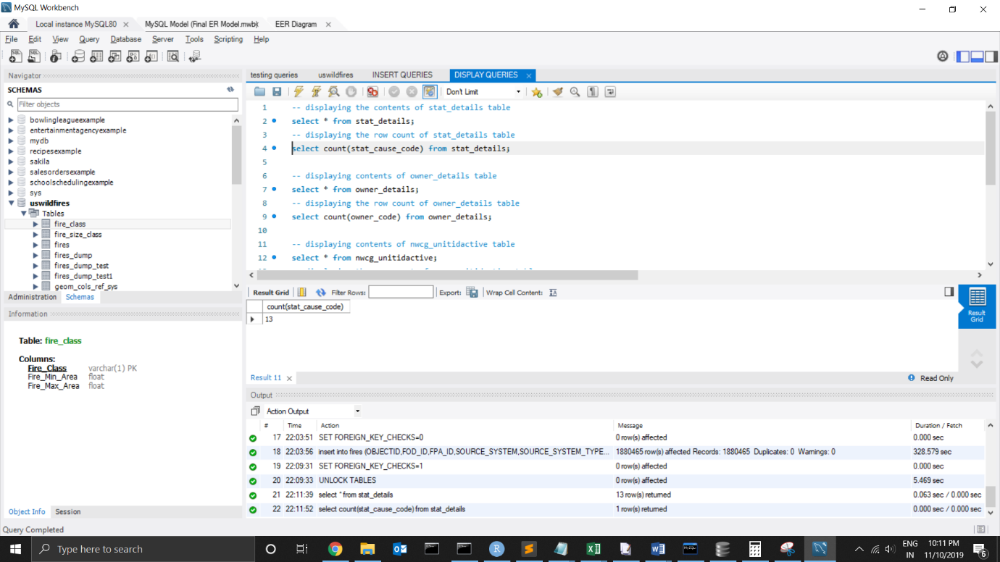 MySQL Workbench
Local instance MySQL80
MySQL Model (Final ER Model.mwb)
EER Diagram
File Edit View Query Database Server Tools Scripting Help
Navigator
SCHEMAS
Filter objects
bowlingleagueexample
entertainmentagencyexample
mydb
recipesexample
sakila
salesordersexample
schoolschedulingexample
sys
uswildfires
Tables
fire_class
fire_size_class
fires
fires_dump
fires_dump_test
fires_dump_test1
geom_cols_ref_sys
Administration Schemas
Information
Table: fire_class
Columns:
Fire_Class varchar(1) PK
Fire_Min_Area float
Fire_Max_Area float
Object Info Session
testing queries uswildfires INSERT QUERIES DISPLAY QUERIES
Don't Limit
1 -- displaying the contents of stat_details table
2 select * from stat_details;
3 -- displaying the row count of stat_details table
4 select count(stat_cause_code) from stat_details;
5
6 -- displaying contents of owner_details table
7 select * from owner_details;
8 -- displaying the row count of owner_details table
9 select count(owner_code) from owner_details;
10
11 -- displaying contents of nwcg_unitidactive table
12 select * from nwcg_unitidactive;
Result Grid Filter Rows: Export: Wrap Cell Content:
count(stat_cause_code)
13
Result Grid
Result 11
Read Only
Output
Action Output
# Time Action Message Duration / Fetch
17 22:03:51 SET FOREIGN_KEY_CHECKS=0 0 row(s) affected 0.000 sec
18 22:03:56 insert into fires (OBJECTID,FOD_ID,FPA_ID,SOURCE_SYSTEM,SOURCE_SYSTEM_TYPE... 1880465 row(s) affected Records: 1880465 Duplicates: 0 Warnings: 0 328.579 sec
19 22:09:31 SET FOREIGN_KEY_CHECKS=1 0 row(s) affected 0.000 sec
20 22:09:33 UNLOCK TABLES 0 row(s) affected 5.469 sec
21 22:11:39 select * from stat_details 13 row(s) returned 0.063 sec / 0.000 sec
22 22:11:52 select count(stat_cause_code) from stat_details 1 row(s) returned 0.000 sec / 0.000 sec
Query Completed
Type here to search
ENG
IN
10:11 PM
11/10/2019
6